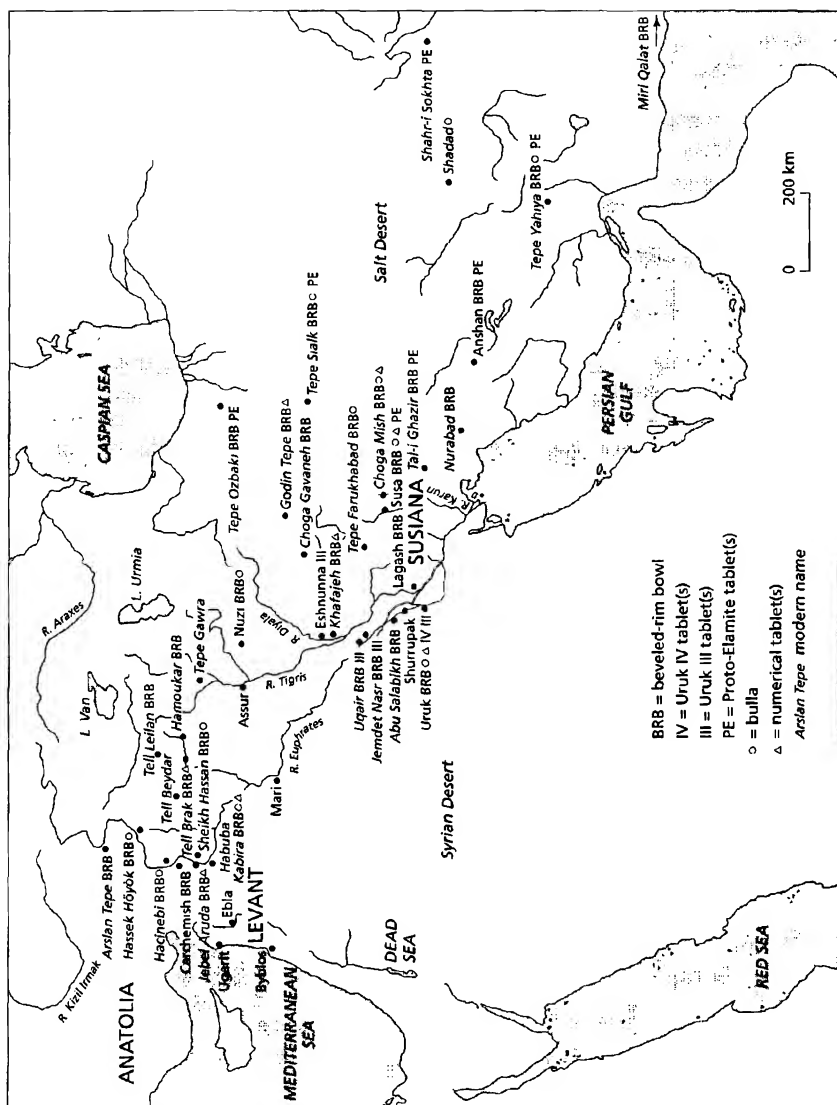 ANATOLIA
R. Kizil Irmak
Arslan Tepe BRB
Hassek Höyök BRB○
Hacinebi BRB○
Carchemish BRB
Jebel Aruda BRB△
Ugarit
Ebla
LEVANT
Byblos
MEDITERRANEAN
SEA
DEAD
SEA
RED SEA
L. Van
L. Urmia
R. Araxes
Tell Leilan BRB
Tell Beydar
Hamoukar BRB
Tell Brak BRB△
Sheikh Hassan BRB○
Habuba
Kabira BRB○△
Tepe Gawra
Assur
Nuzi BRB○
R. Tigris
R. Euphrates
Mari
R. Diyala
Syrian Desert
CASPIAN SEA
Tepe Ozbaki BRB PE
Godin Tepe BRB△
Choga Gavaneh BRB
Tepe Sialk BRB○ PE
Eshnunna III
Khafajeh BRB△
Tepe Farukhabad BRB○
Choga Mish BRB○△
Uqair BRB III
Jemdet Nasr BRB III
Abu Salabikh BRB
Shurrupak
Uruk BRB○△ IV III
Lagash BRB
Susa BRB ○△ PE
SUSIANA
Tal-i Ghazir BRB PE
R. Karun
Nurabad BRB
Anshan BRB PE
Salt Desert
Shahr-i Sokhta PE
Shadad○
Tepe Yahiya BRB○ PE
PERSIAN
GULF
Miri Qalat BRB
0 200 km
BRB = beveled-rim bowl
IV = Uruk IV tablet(s)
III = Uruk III tablet(s)
PE = Proto-Elamite tablet(s)
○ = bulla
△ = numerical tablet(s)
Arslan Tepe modern name